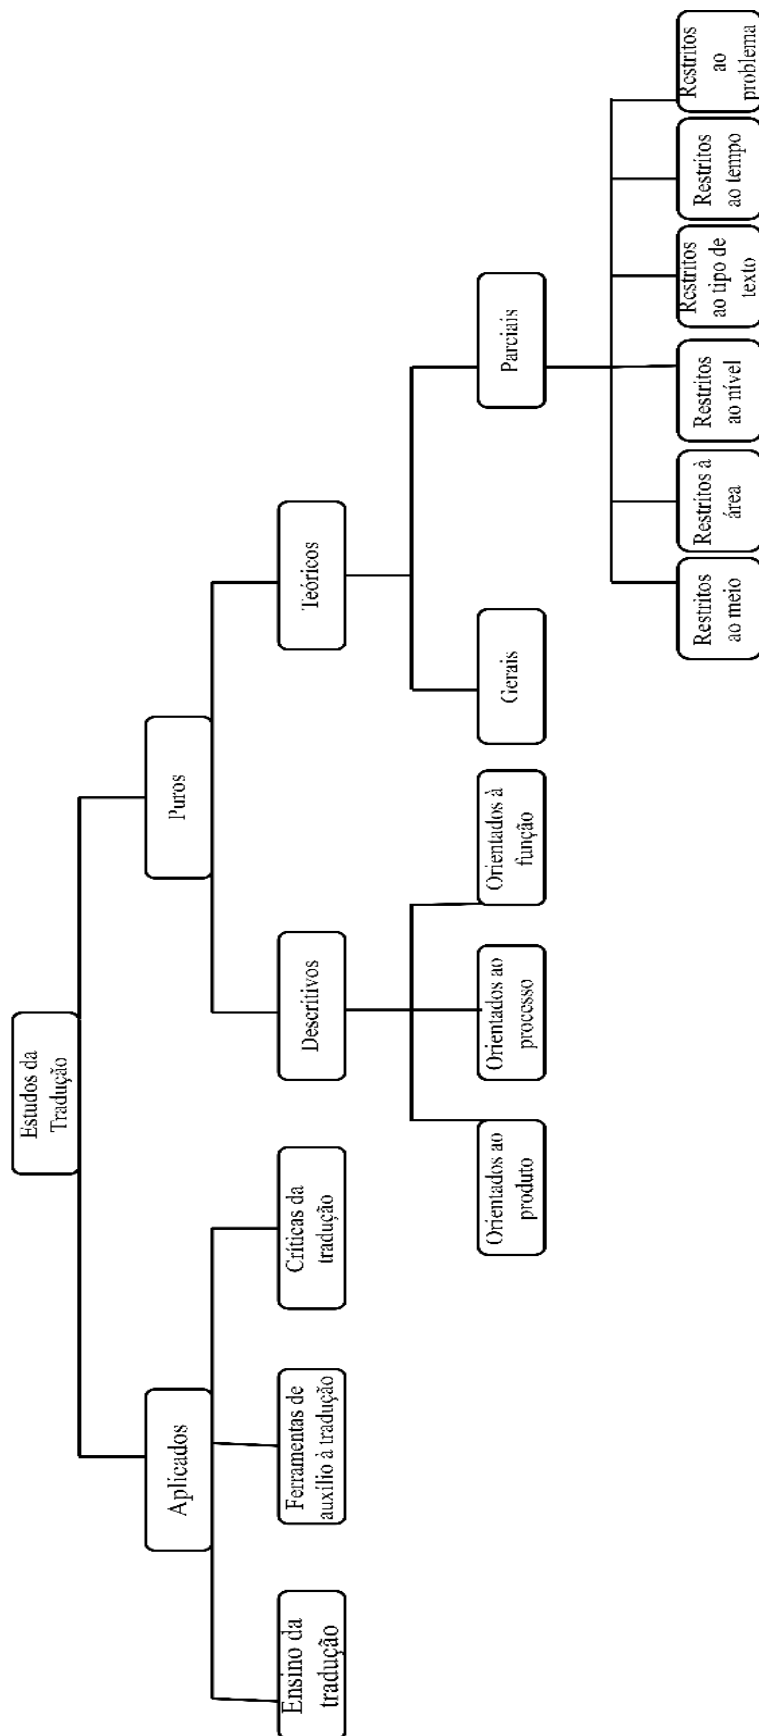 Estudos da
Tradução
Aplicados
Puros
Ensino da
tradução
Ferramentas de
auxílio à tradução
Críticas da
tradução
Descritivos
Teóricos
Orientados ao
produto
Orientados ao
processo
Orientados à
função
Gerais
Parciais
Restritos
ao meio
Restritos à
área
Restritos
ao nível
Restritos
ao tipo de
texto
Restritos
ao tempo
Restritos
ao
problema